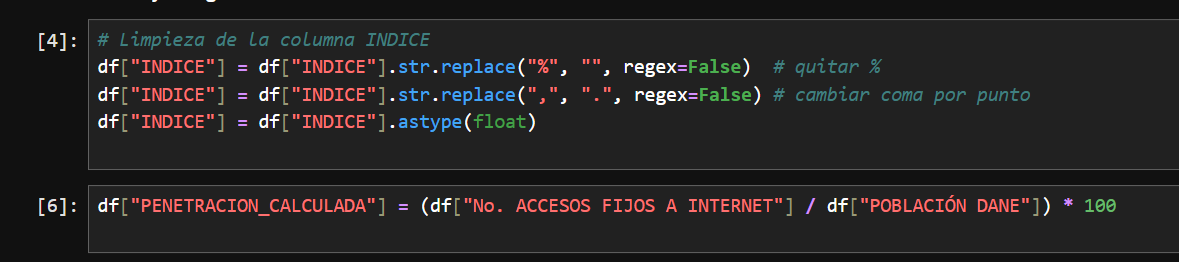 [4]: # Limpieza de la columna INDICE
df["INDICE"] = df["INDICE"].str.replace("%", "", regex=False)  # quitar %
df["INDICE"] = df["INDICE"].str.replace(",", ".", regex=False) # cambiar coma por punto
df["INDICE"] = df["INDICE"].astype(float)
[6]: df["PENETRACION_CALCULADA"] = (df["No. ACCESOS FIJOS A INTERNET"] / df["POBLACIÓN DANE"]) * 100